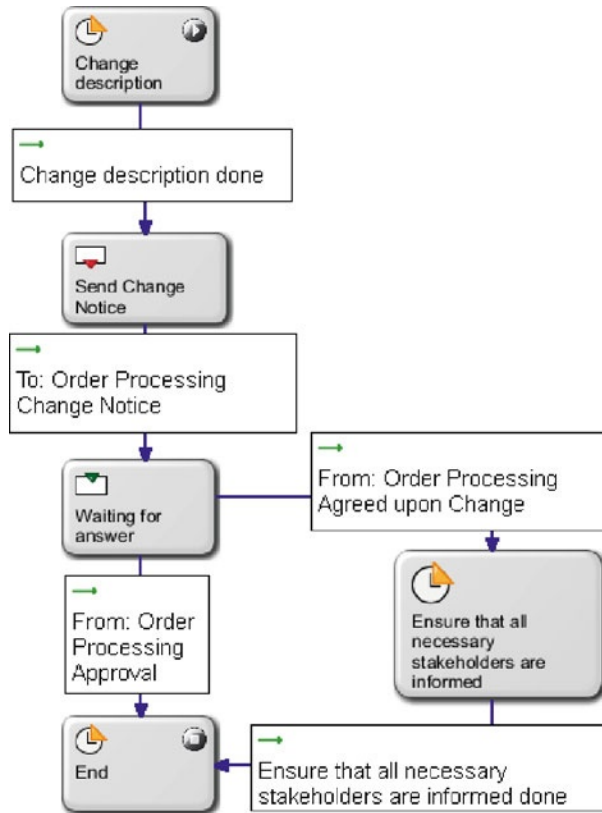 Change
description
Change description done
Send Change
Notice
To: Order Processing
Change Notice
Waiting for
answer
From: Order Processing
Agreed upon Change
From: Order
Processing
Approval
Ensure that all
necessary
stakeholders are
informed
End
Ensure that all necessary
stakeholders are informed done